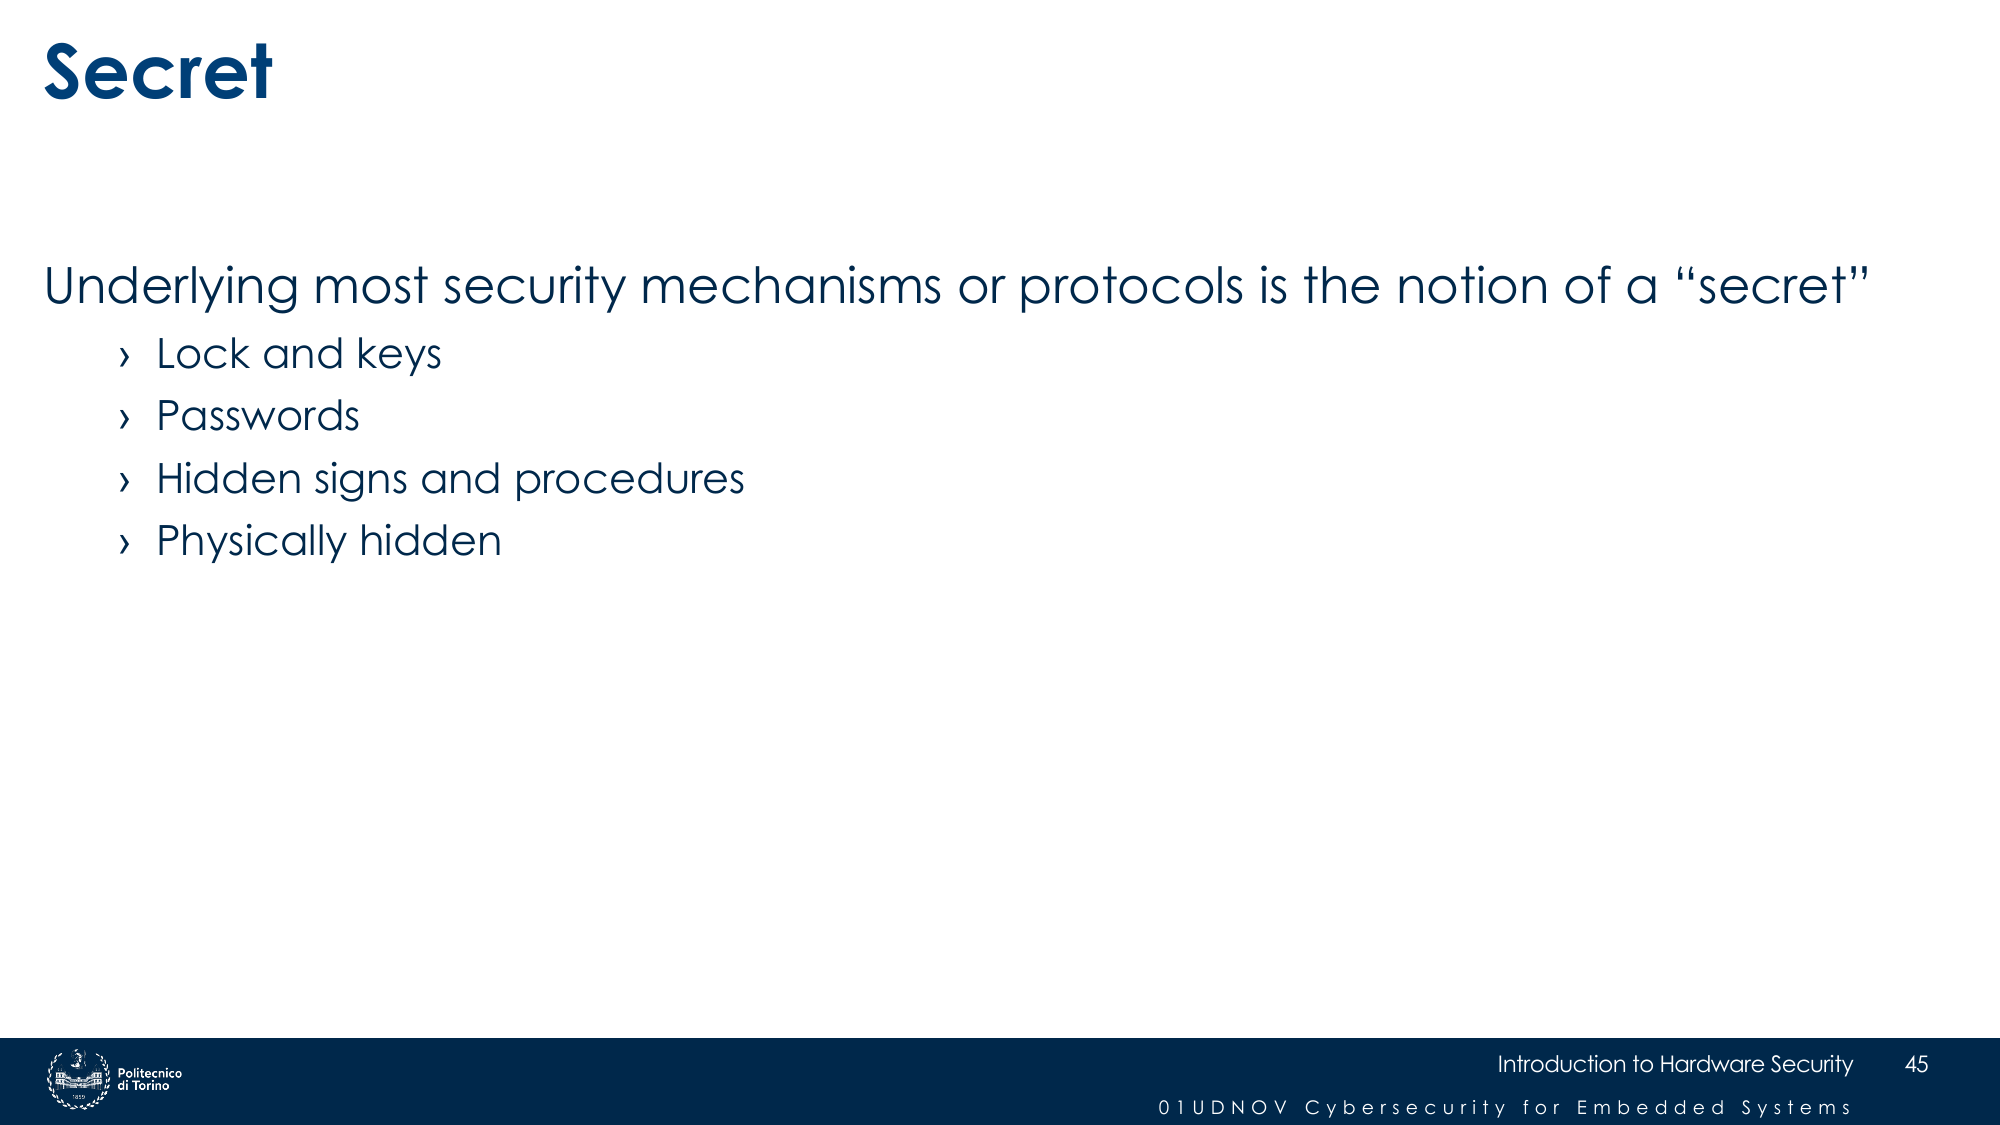 Secret
Underlying most security mechanisms or protocols is the notion of a “secret”
› Lock and keys
› Passwords
› Hidden signs and procedures
› Physically hidden
1859
Politecnico
di Torino
Introduction to Hardware Security
45
01UDNOV Cybersecurity for Embedded Systems